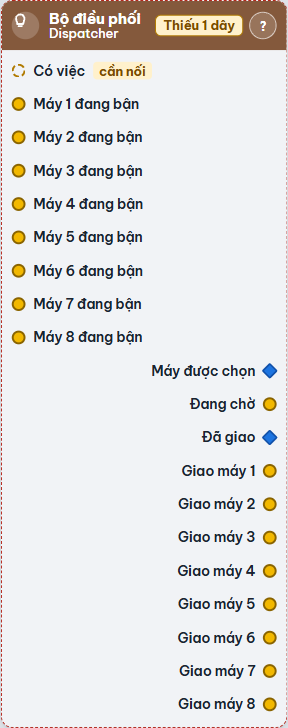 Bộ điều phối
Dispatcher
Thiếu 1 dây
?
Có việc cần nối
Máy 1 đang bận
Máy 2 đang bận
Máy 3 đang bận
Máy 4 đang bận
Máy 5 đang bận
Máy 6 đang bận
Máy 7 đang bận
Máy 8 đang bận
Máy được chọn
Đang chờ
Đã giao
Giao máy 1
Giao máy 2
Giao máy 3
Giao máy 4
Giao máy 5
Giao máy 6
Giao máy 7
Giao máy 8